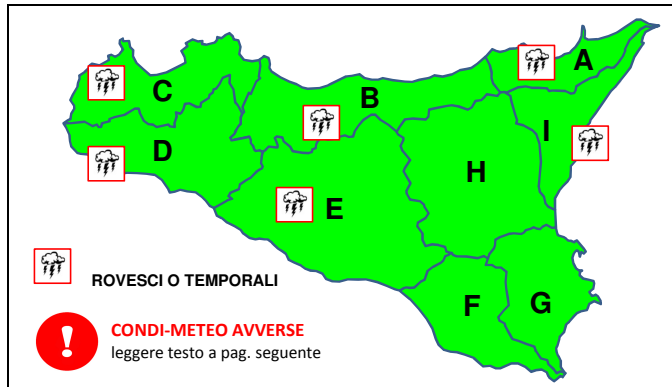 A
C
B
I
D
H
E
F
G
ROVESCI O TEMPORALI
!
CONDI-METEO AVVERSE
leggere testo a pag. seguente